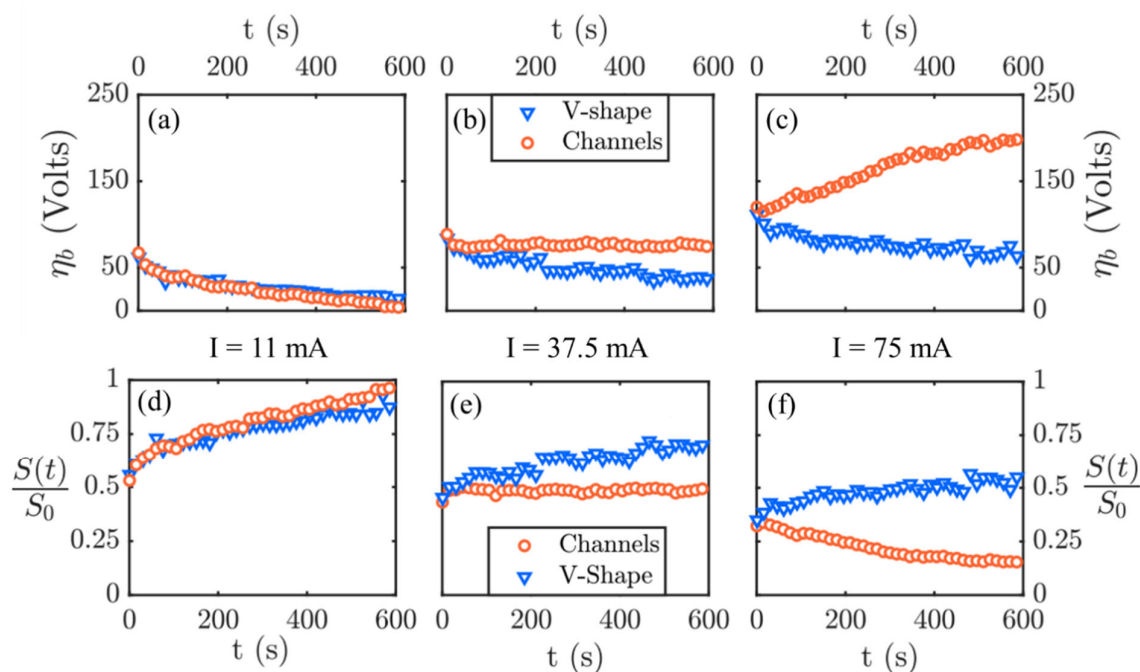 t (s) t (s) t (s)
0 200 400 600 0 200 400 600 0 200 400 600
250 (a) (b) V-shape (c) 250
Channels
150 150
η_b (Volts) η_b (Volts)
50 50
0 0
I = 11 mA I = 37.5 mA I = 75 mA
1 (d) (e) (f) 1
0.75 0.75
S(t)/S_0 0.5 0.5 S(t)/S_0
Channels
0.25 V-Shape 0.25
0 0
0 200 400 600 0 200 400 600 0 200 400 600
t (s) t (s) t (s)